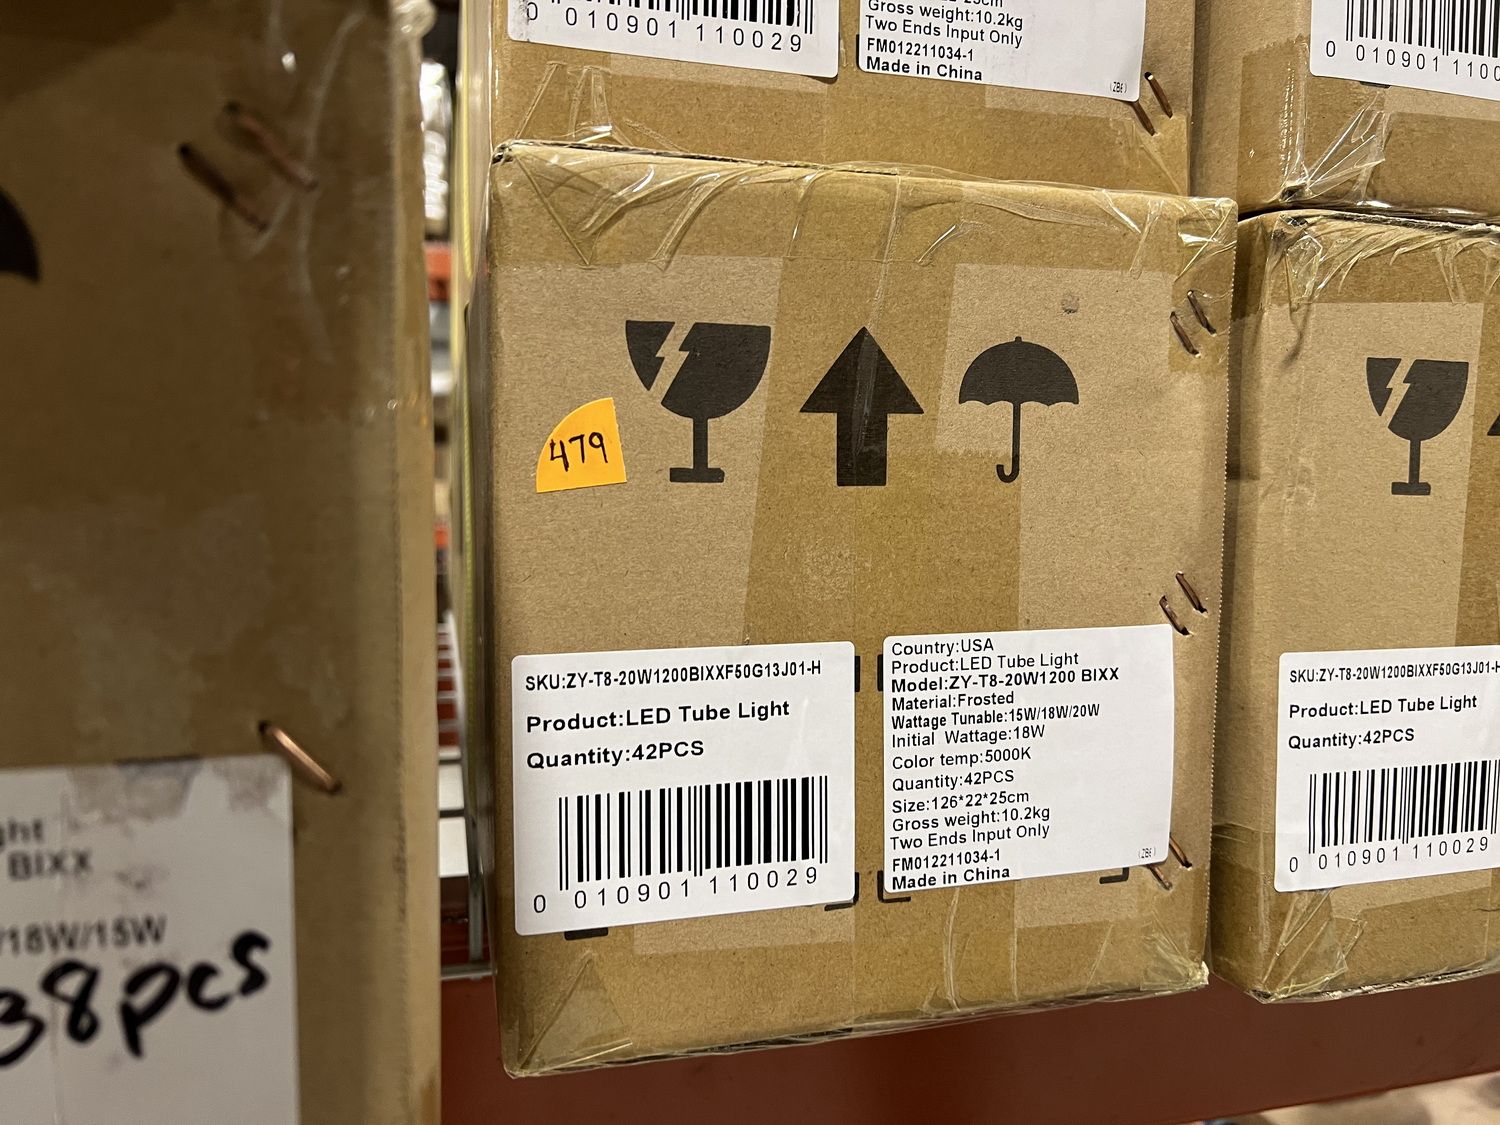 0 010901 110029
Gross weight:10.2kg
Two Ends Input Only
FM012211034-1
Made in China
0 010901 1100
479
SKU:ZY-T8-20W1200BIXXF50G13J01-H
Product:LED Tube Light
Quantity:42PCS
0 010901 110029
Country:USA
Product:LED Tube Light
Model:ZY-T8-20W1200 BIXX
Material:Frosted
Wattage Tunable:15W/18W/20W
Initial Wattage:18W
Color temp:5000K
Quantity:42PCS
Size:126*22*25cm
Gross weight:10.2kg
Two Ends Input Only
FM012211034-1
Made in China
SKU:ZY-T8-20W1200BIXXF50G13J01-H
Product:LED Tube Light
Quantity:42PCS
0 010901 110029
ght
BIXX
/18W/15W
38pcs